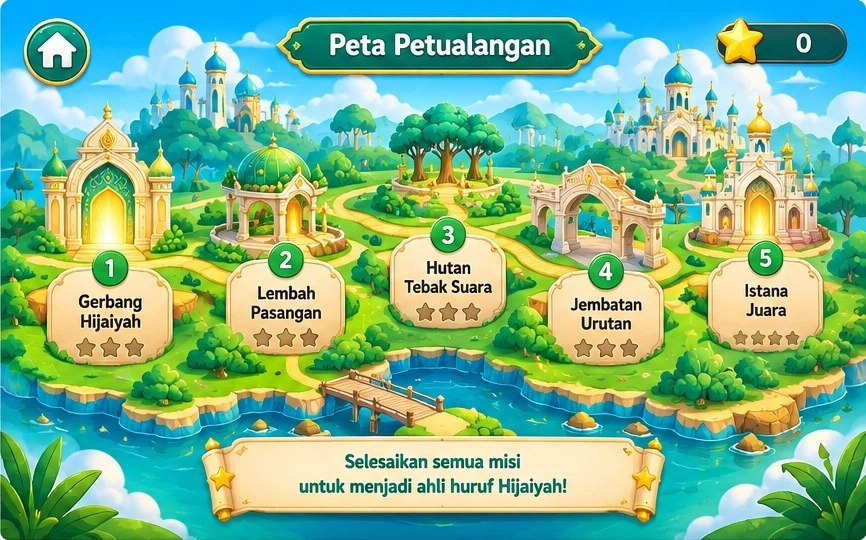 Peta Petualangan
0
1
Gerbang
Hijaiyah
2
Lembah
Pasangan
3
Hutan
Tebak Suara
4
Jembatan
Urutan
5
Istana
Juara
Selesaikan semua misi
untuk menjadi ahli huruf Hijaiyah!